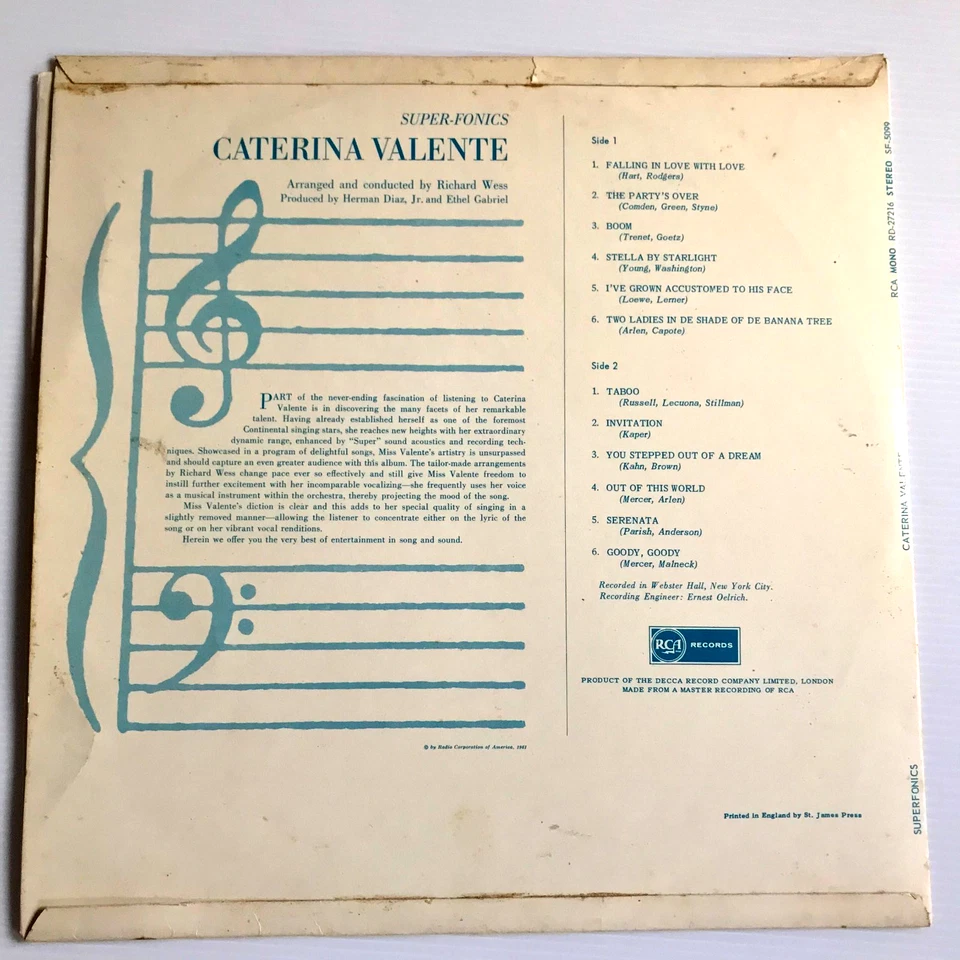 SUPER-FONICS
CATERINA VALENTE
Arranged and conducted by Richard Wess
Produced by Herman Diaz, Jr. and Ethel Gabriel
PART of the never-ending fascination of listening to Caterina
Valente is in discovering the many facets of her remarkable
talent. Having already established herself as one of the foremost
Continental singing stars, she reaches new heights with her extraordinary
dynamic range, enhanced by “Super” sound acoustics and recording tech-
niques. Showcased in a program of delightful songs, Miss Valente's artistry is unsurpassed
and should capture an even greater audience with this album. The tailor-made arrangements
by Richard Wess change pace ever so effectively and still give Miss Valente freedom to
instill further excitement with her incomparable vocalizing—she frequently uses her voice
as a musical instrument within the orchestra, thereby projecting the mood of the song.
Miss Valente's diction is clear and this adds to her special quality of singing in a
slightly removed manner—allowing the listener to concentrate either on the lyric of the
song or on her vibrant vocal renditions.
Herein we offer you the very best of entertainment in song and sound.
© by Radio Corporation of America, 1961
Side 1
1. FALLING IN LOVE WITH LOVE
(Hart, Rodgers)
2. THE PARTY'S OVER
(Comden, Green, Styne)
3. BOOM
(Trenet, Goetz)
4. STELLA BY STARLIGHT
(Young, Washington)
5. I'VE GROWN ACCUSTOMED TO HIS FACE
(Loewe, Lerner)
6. TWO LADIES IN DE SHADE OF DE BANANA TREE
(Arlen, Capote)
Side 2
1. TABOO
(Russell, Lecuona, Stillman)
2. INVITATION
(Kaper)
3. YOU STEPPED OUT OF A DREAM
(Kahn, Brown)
4. OUT OF THIS WORLD
(Mercer, Arlen)
5. SERENATA
(Parish, Anderson)
6. GOODY, GOODY
(Mercer, Malneck)
Recorded in Webster Hall, New York City.
Recording Engineer: Ernest Oelrich.
RCA RECORDS
PRODUCT OF THE DECCA RECORD COMPANY LIMITED, LONDON
MADE FROM A MASTER RECORDING OF RCA
Printed in England by St. James Press
RCA MONO RD-27216 STEREO SF-5099
CATERINA VALENTE
SUPERFONICS